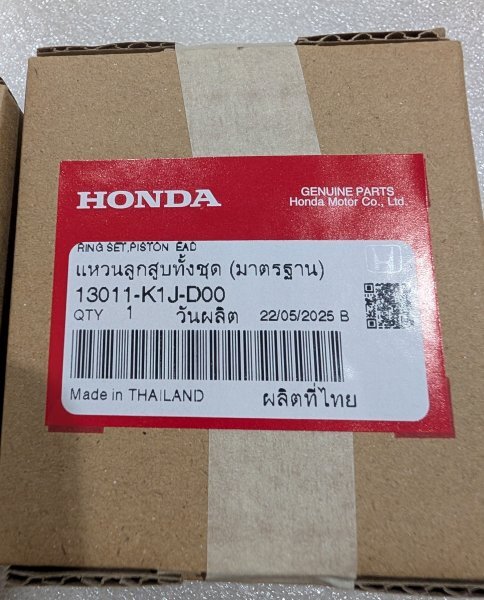 HONDA
GENUINE PARTS
Honda Motor Co., Ltd.
RING SET,PISTON EAD
แหวนลูกสูบทั้งชุด (มาตรฐาน)
13011-K1J-D00
QTY 1 วันผลิต 22/05/2025 B
Made in THAILAND ผลิตที่ไทย